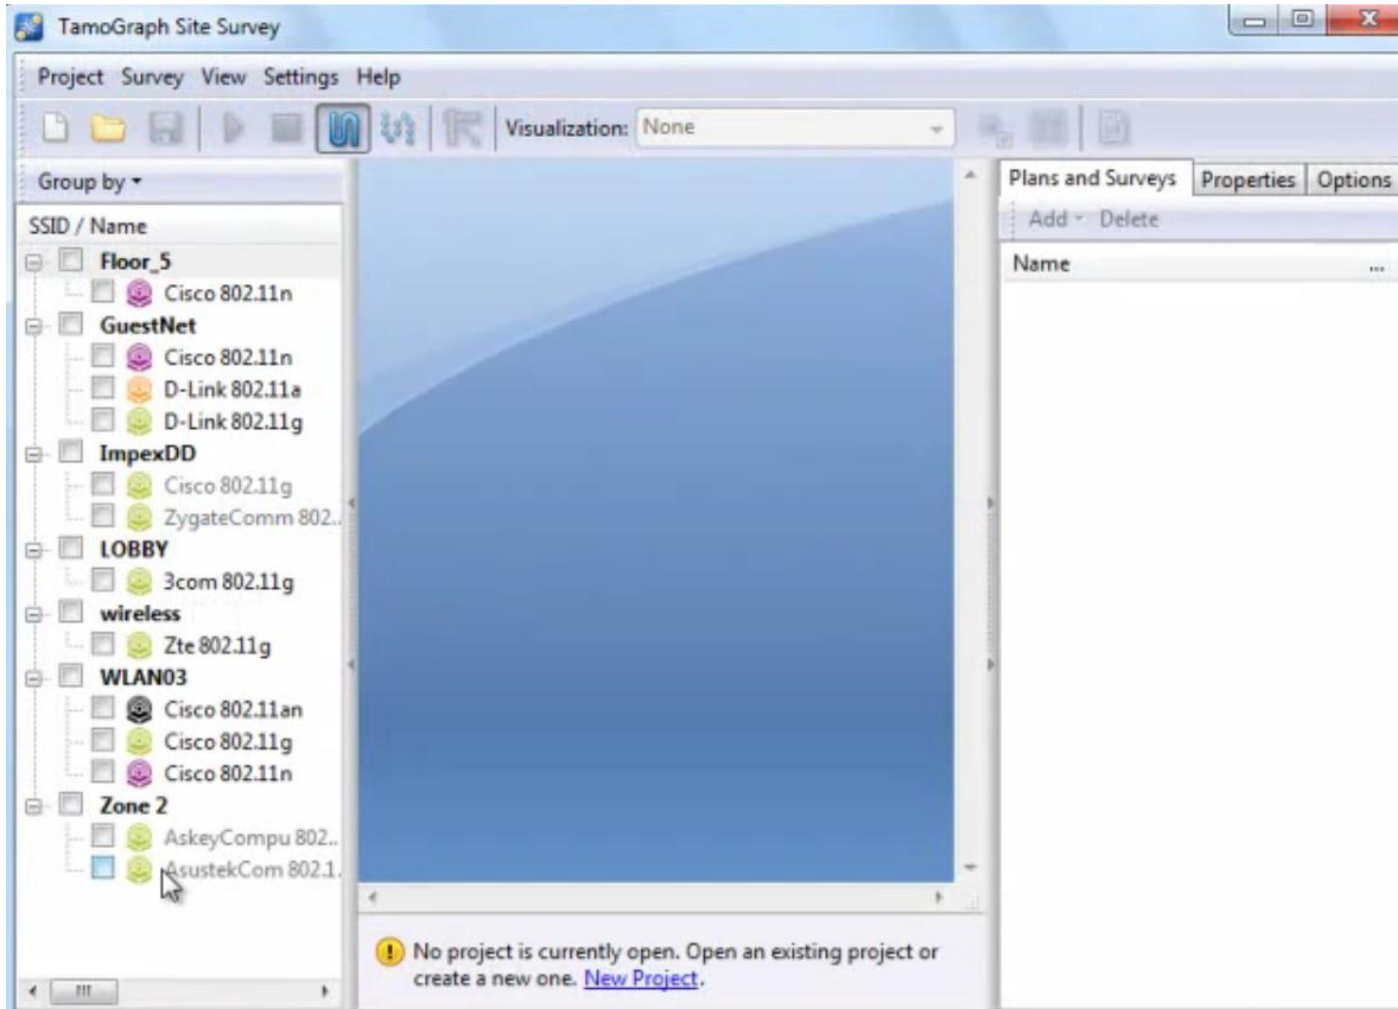 TamoGraph Site Survey
Project Survey View Settings Help
Visualization: None
Group by
SSID / Name
Floor_5
Cisco 802.11n
GuestNet
Cisco 802.11n
D-Link 802.11a
D-Link 802.11g
ImpexDD
Cisco 802.11g
ZygateComm 802..
LOBBY
3com 802.11g
wireless
Zte 802.11g
WLAN03
Cisco 802.11an
Cisco 802.11g
Cisco 802.11n
Zone 2
AskeyCompu 802..
AsustekCom 802.1.
No project is currently open. Open an existing project or
create a new one. New Project.
Plans and Surveys Properties Options
Add Delete
Name ...